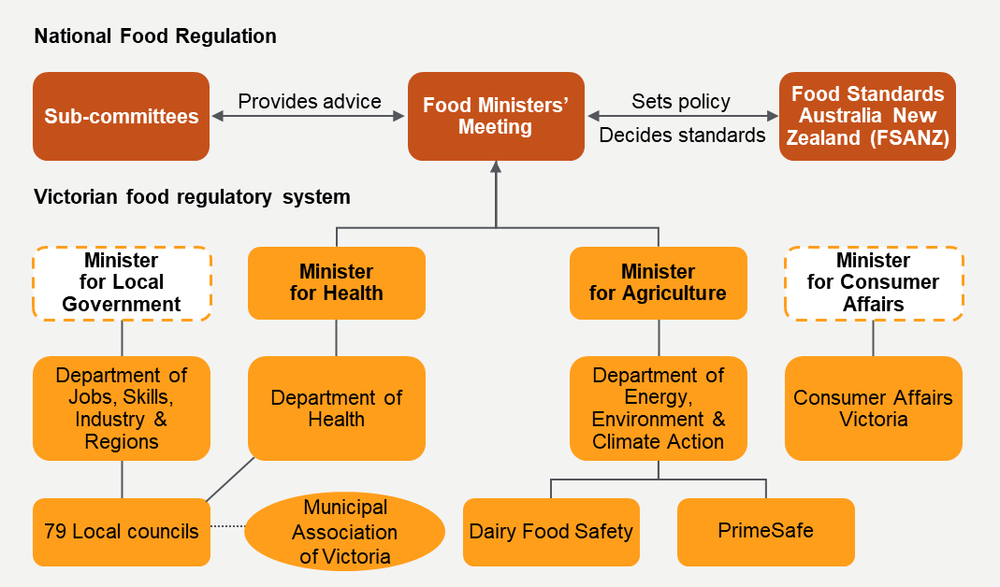 National Food Regulation
Sub-committees
Provides advice
Food Ministers’
Meeting
Sets policy
Decides standards
Food Standards
Australia New
Zealand (FSANZ)
Victorian food regulatory system
Minister
for Local
Government
Minister
for Health
Minister
for Agriculture
Minister
for Consumer
Affairs
Department of
Jobs, Skills,
Industry &
Regions
Department of
Health
Department of
Energy,
Environment &
Climate Action
Consumer Affairs
Victoria
79 Local councils
Municipal
Association
of Victoria
Dairy Food Safety
PrimeSafe